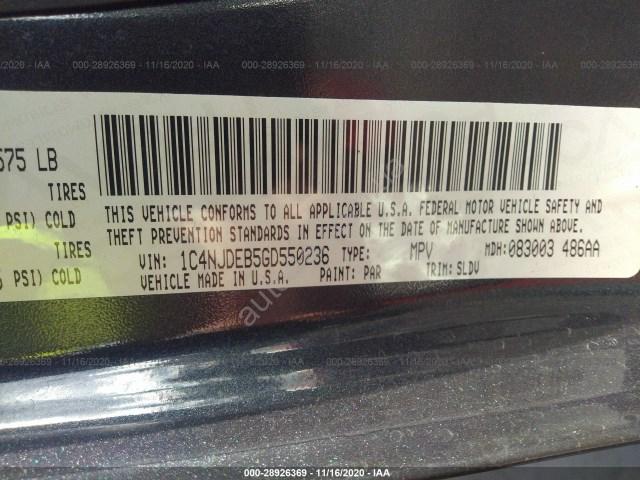 000-28926369 - 11/16/2020 - IAA
675 LB
TIRES
PSI) COLD
TIRES
PSI) COLD
THIS VEHICLE CONFORMS TO ALL APPLICABLE U.S.A. FEDERAL MOTOR VEHICLE SAFETY AND
THEFT PREVENTION STANDARDS IN EFFECT ON THE DATE OF MANUFACTURE SHOWN ABOVE.
VIN: 1C4NJDEB5GD550236 TYPE: MPV MDH: 083003 486AA
VEHICLE MADE IN U.S.A. PAINT: PAR TRIM: SLDV
000-28926369 - 11/16/2020 - IAA